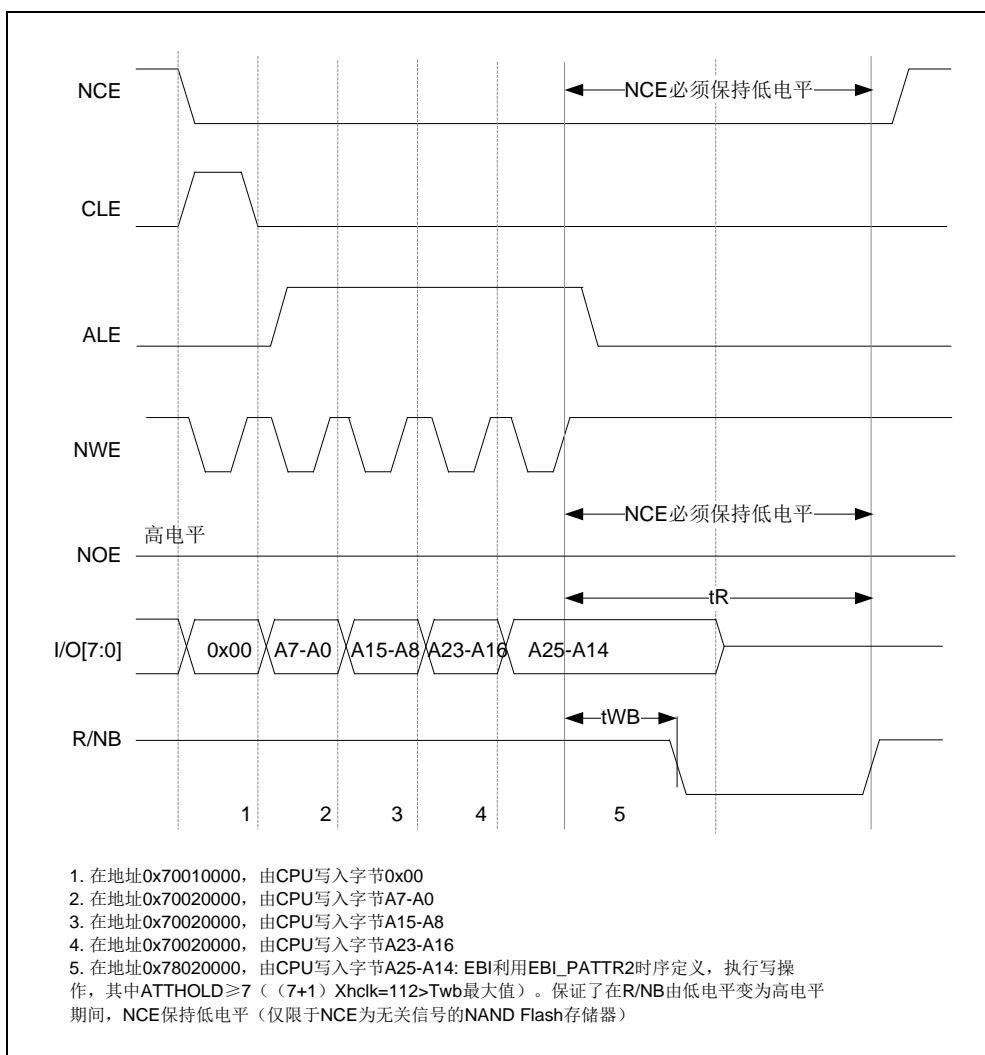 NCE
NCE必须保持低电平
CLE
ALE
NWE
NCE必须保持低电平
高电平
NOE
tR
I/O[7:0]
0x00
A7-A0
A15-A8
A23-A16
A25-A14
tWB
R/NB
1
2
3
4
5
1. 在地址0x70010000，由CPU写入字节0x00
2. 在地址0x70020000，由CPU写入字节A7-A0
3. 在地址0x70020000，由CPU写入字节A15-A8
4. 在地址0x70020000，由CPU写入字节A23-A16
5. 在地址0x78020000，由CPU写入字节A25-A14: EBI利用EBI_PATTR2时序定义，执行写操
作，其中ATTHOLD≥7（（7+1）Xhclk=112>Twb最大值）。保证了在R/NB由低电平变为高电平
期间，NCE保持低电平（仅限于NCE为无关信号的NAND Flash存储器）